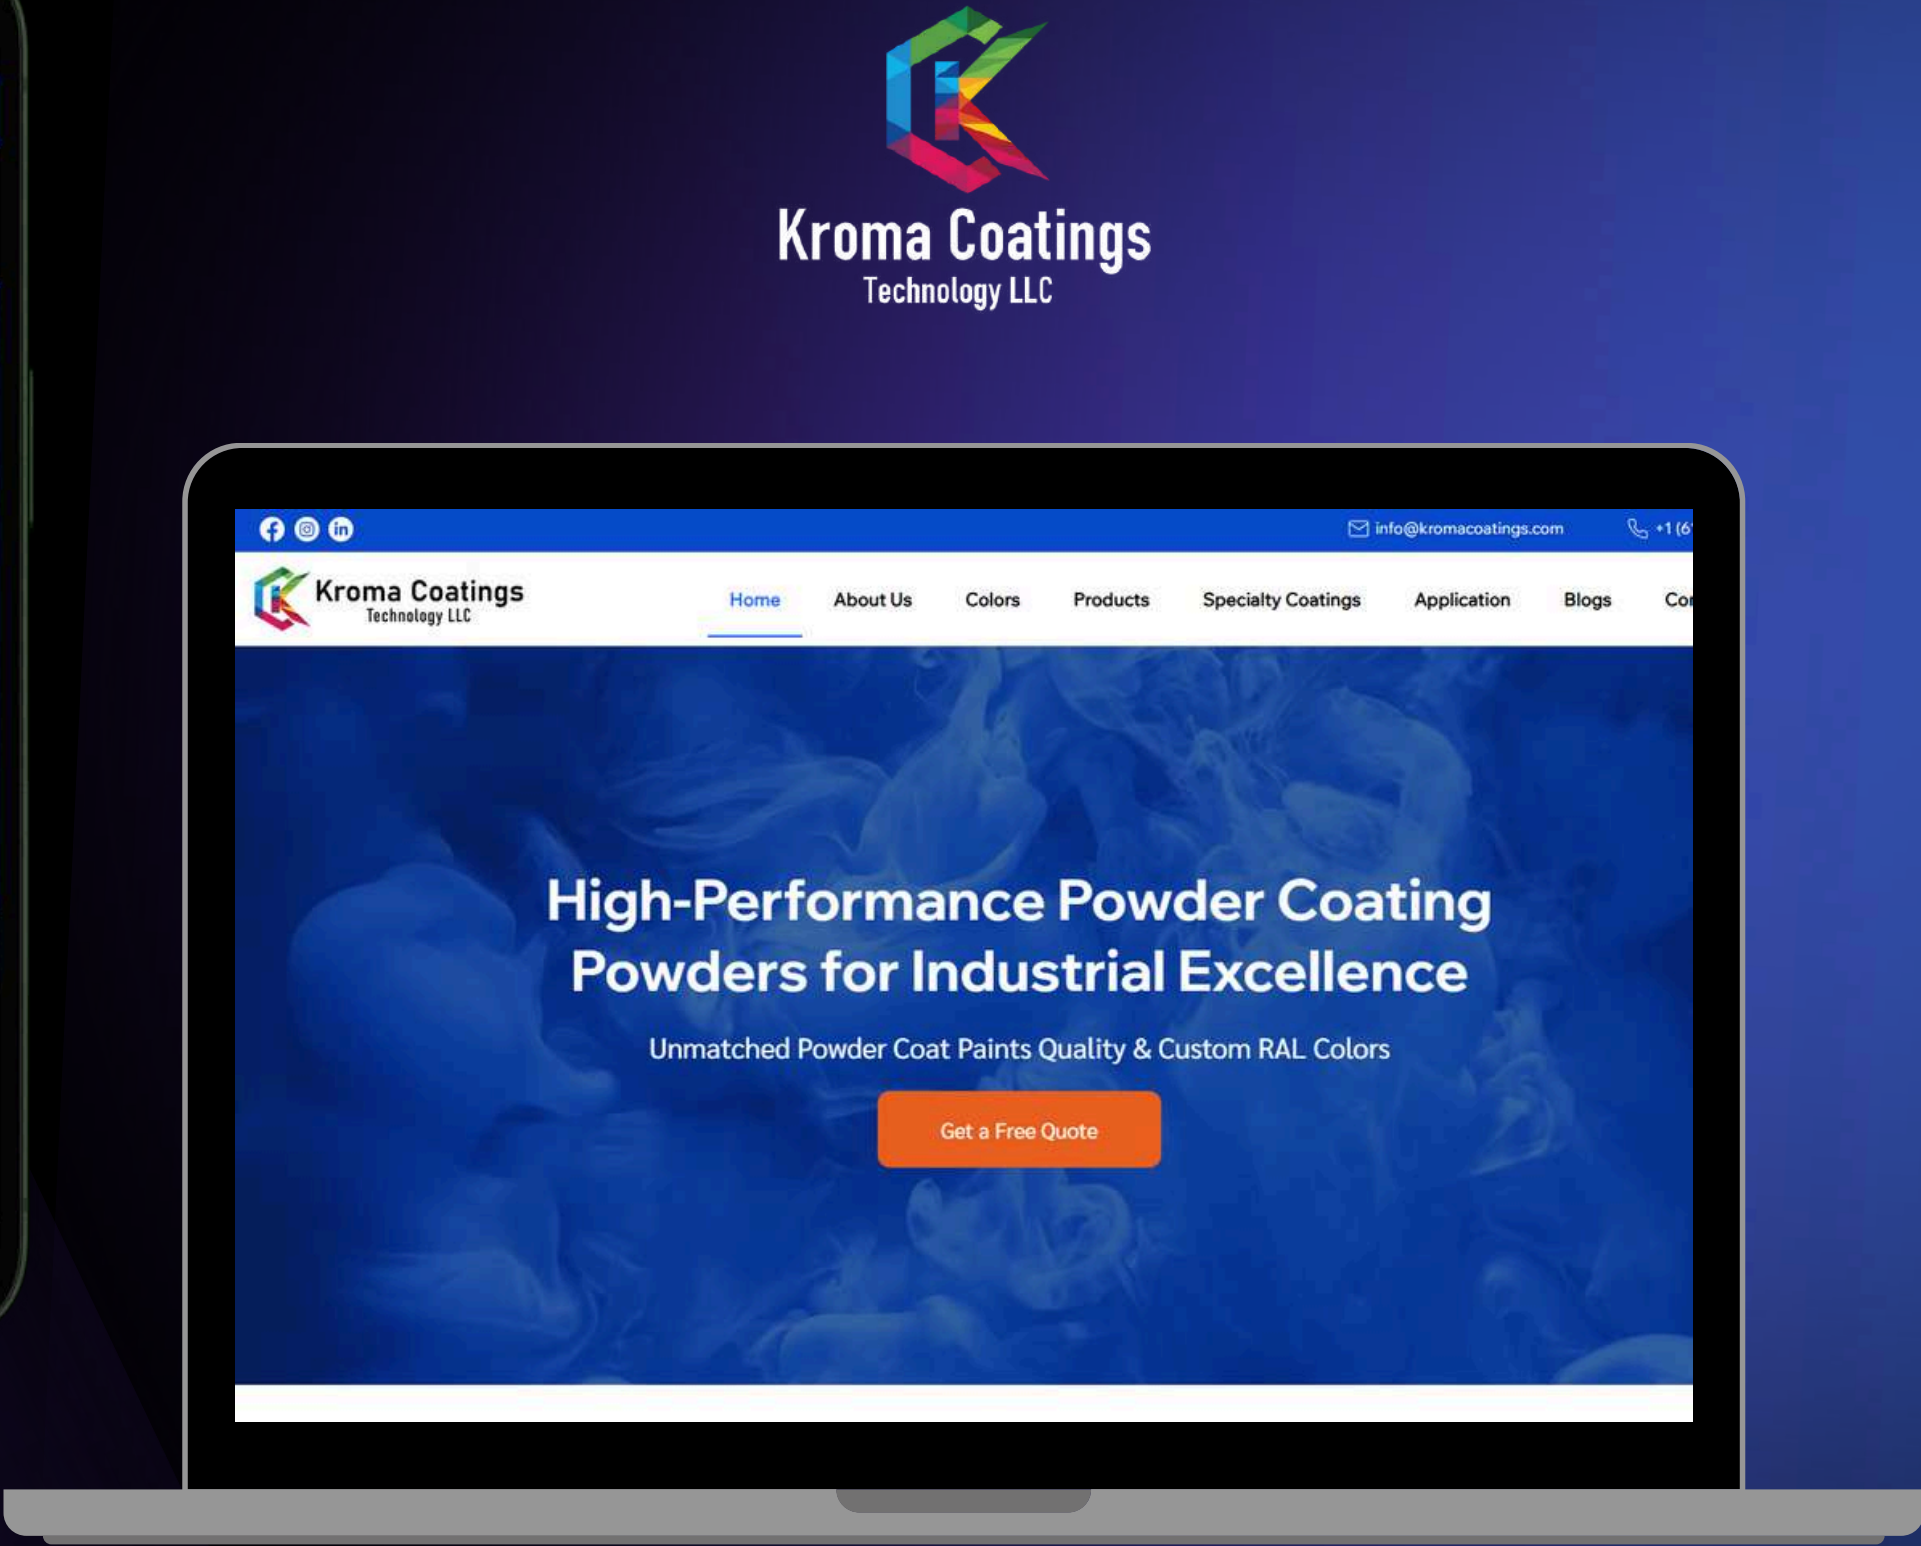 Kroma Coatings
Technology LLC
info@kromacoatings.com
+1 (6
Kroma Coatings
Technology LLC
Home About Us Colors Products Specialty Coatings Application Blogs
High-Performance Powder Coating
Powders for Industrial Excellence
Unmatched Powder Coat Paints Quality & Custom RAL Colors
Get a Free Quote